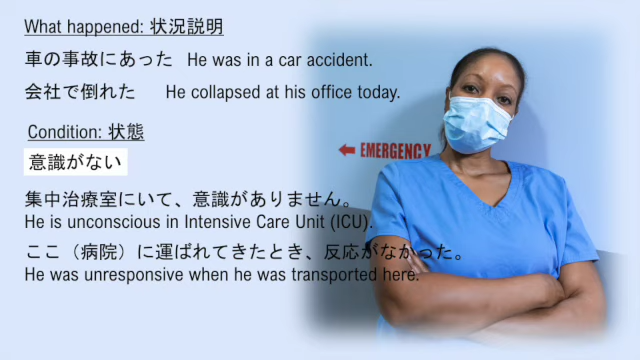 What happened: 状況説明
車の事故にあった He was in a car accident.
会社で倒れた He collapsed at his office today.
Condition: 状態
意識がない
EMERGENCY
集中治療室にいて、意識がありません。
He is unconscious in Intensive Care Unit (ICU).
ここ（病院）に運ばれてきたとき、反応がなかった。
He was unresponsive when he was transported here.